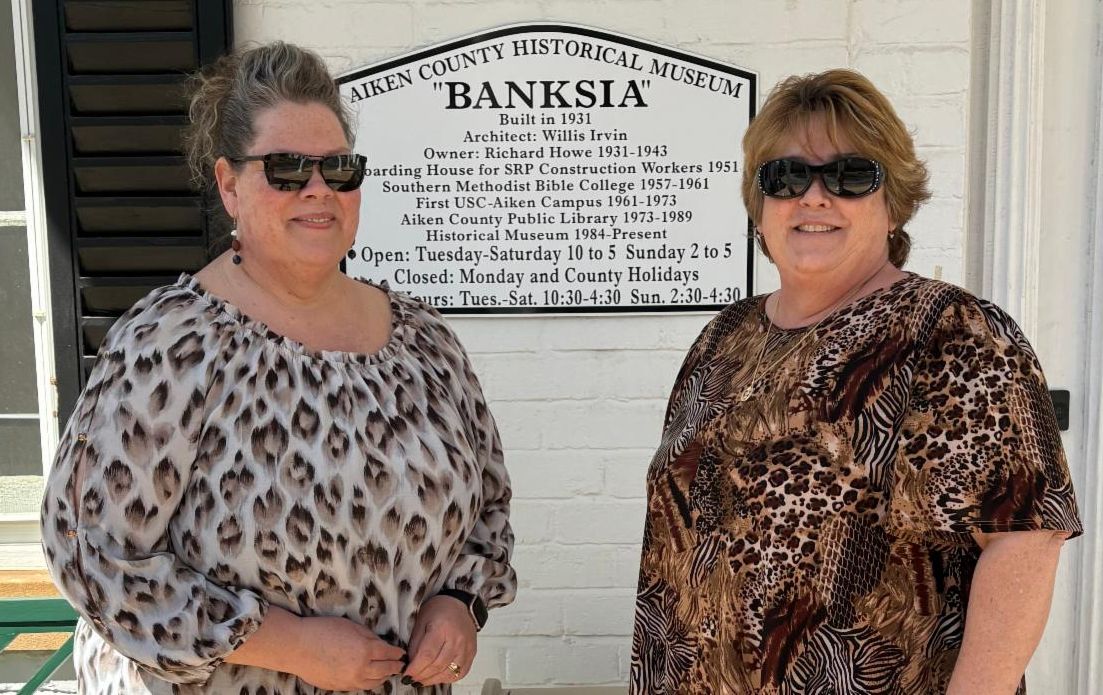 AIKEN COUNTY HISTORICAL MUSEUM
"BANKSIA"
Built in 1931
Architect: Willis Irvin
Owner: Richard Howe 1931-1943
oarding House for SRP Construction Workers 1951
Southern Methodist Bible College 1957-1961
First USC-Aiken Campus 1961-1973
Aiken County Public Library 1973-1989
Historical Museum 1984-Present
Open: Tuesday-Saturday 10 to 5 Sunday 2 to 5
Closed: Monday and County Holidays
ours: Tues.-Sat. 10:30-4:30 Sun. 2:30-4:30